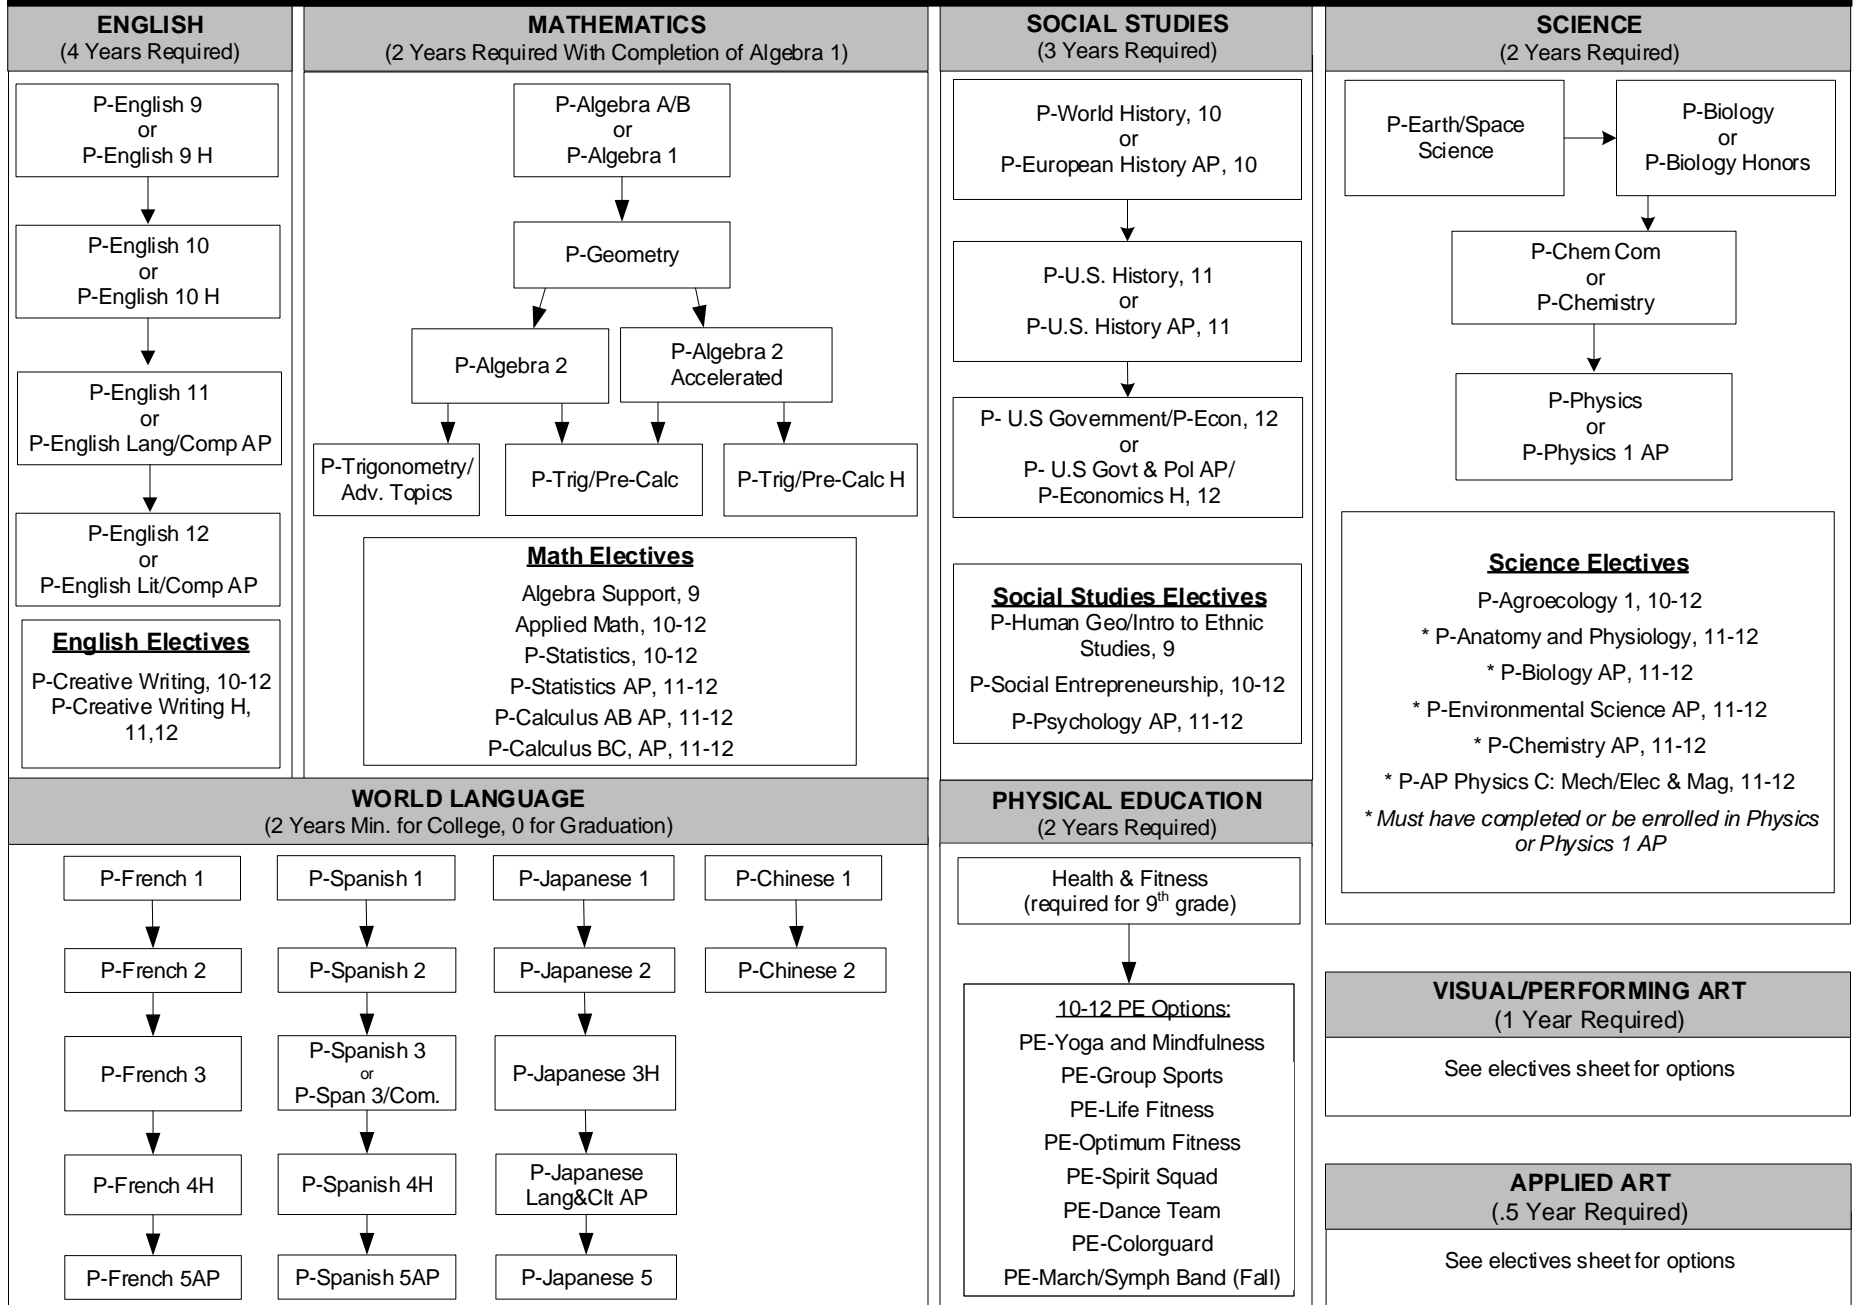 ENGLISH
(4 Years Required)
P-English 9
or
P-English 9 H
P-English 10
or
P-English 10 H
P-English 11
or
P-English Lang/Comp AP
P-English 12
or
P-English Lit/Comp AP
English Electives
P-Creative Writing, 10-12
P-Creative Writing H,
11,12
MATHEMATICS
(2 Years Required With Completion of Algebra 1)
P-Algebra A/B
or
P-Algebra 1
P-Geometry
P-Algebra 2
P-Algebra 2
Accelerated
P-Trigonometry/
Adv. Topics
P-Trig/Pre-Calc
P-Trig/Pre-Calc H
Math Electives
Algebra Support, 9
Applied Math, 10-12
P-Statistics, 10-12
P-Statistics AP, 11-12
P-Calculus AB AP, 11-12
P-Calculus BC, AP, 11-12
SOCIAL STUDIES
(3 Years Required)
P-World History, 10
or
P-European History AP, 10
P-U.S. History, 11
or
P-U.S. History AP, 11
P- U.S Government/P-Econ, 12
or
P- U.S Govt & Pol AP/
P-Economics H, 12
Social Studies Electives
P-Human Geo/Intro to Ethnic
Studies, 9
P-Social Entrepreneurship, 10-12
P-Psychology AP, 11-12
SCIENCE
(2 Years Required)
P-Earth/Space
Science
P-Biology
or
P-Biology Honors
P-Chem Com
or
P-Chemistry
P-Physics
or
P-Physics 1 AP
Science Electives
P-Agroecology 1, 10-12
* P-Anatomy and Physiology, 11-12
* P-Biology AP, 11-12
* P-Environmental Science AP, 11-12
* P-Chemistry AP, 11-12
* P-AP Physics C: Mech/Elec & Mag, 11-12
* Must have completed or be enrolled in Physics
or Physics 1 AP
WORLD LANGUAGE
(2 Years Min. for College, 0 for Graduation)
P-French 1
P-French 2
P-French 3
P-French 4H
P-French 5AP
P-Spanish 1
P-Spanish 2
P-Spanish 3
or
P-Span 3/Com.
P-Spanish 4H
P-Spanish 5AP
P-Japanese 1
P-Japanese 2
P-Japanese 3H
P-Japanese
Lang&Clt AP
P-Japanese 5
P-Chinese 1
P-Chinese 2
PHYSICAL EDUCATION
(2 Years Required)
Health & Fitness
(required for 9th grade)
10-12 PE Options:
PE-Yoga and Mindfulness
PE-Group Sports
PE-Life Fitness
PE-Optimum Fitness
PE-Spirit Squad
PE-Dance Team
PE-Colorguard
PE-March/Symph Band (Fall)
VISUAL/PERFORMING ART
(1 Year Required)
See electives sheet for options
APPLIED ART
(.5 Year Required)
See electives sheet for options